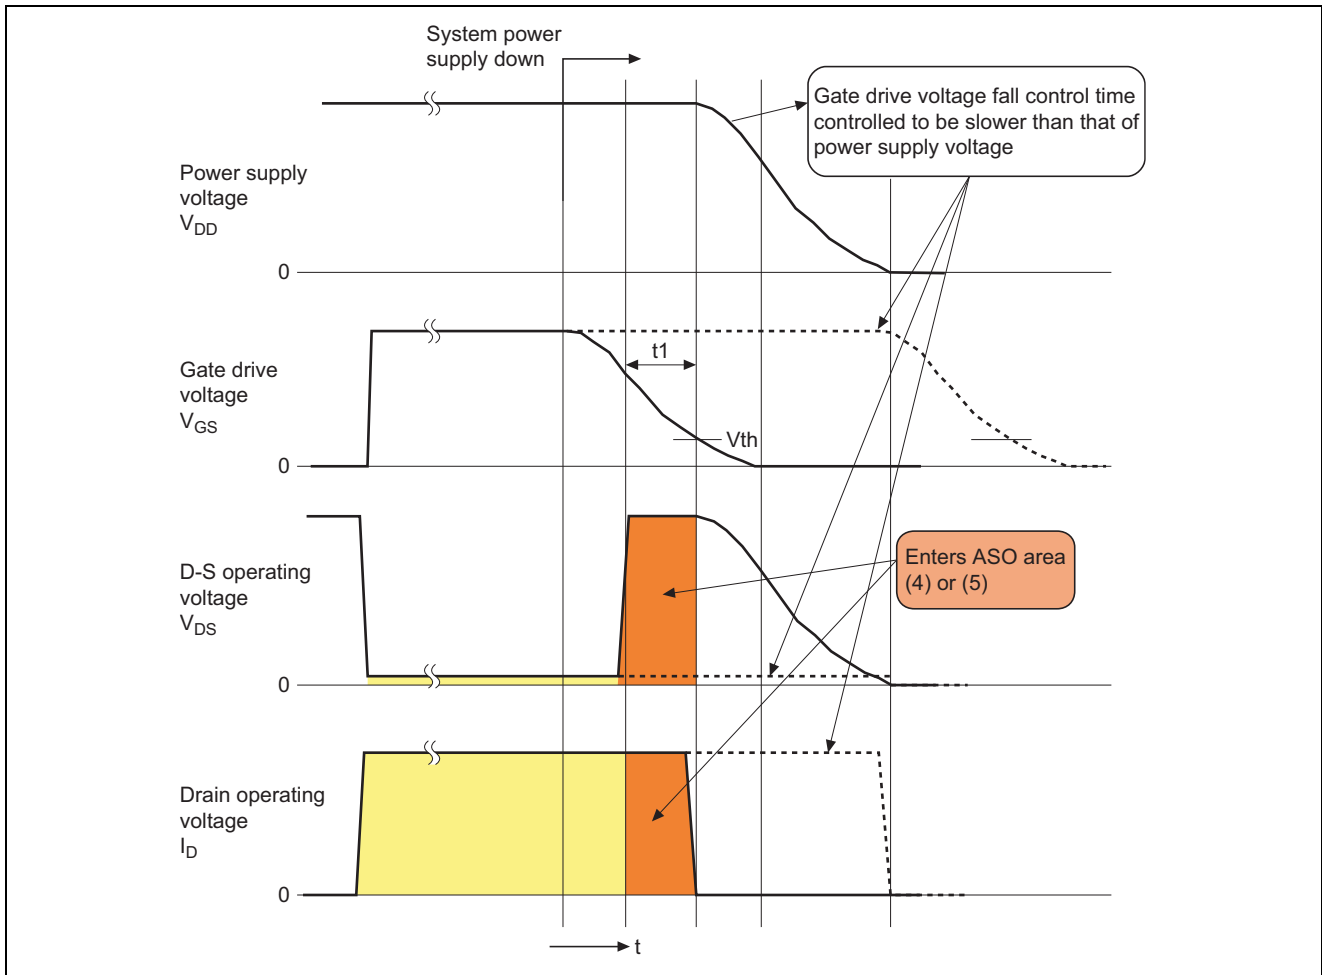 System power
supply down
Gate drive voltage fall control time
controlled to be slower than that of
power supply voltage
Power supply
voltage
VDD
0
Gate drive
voltage
VGS
t1
Vth
0
D-S operating
voltage
VDS
Enters ASO area
(4) or (5)
0
Drain operating
voltage
ID
0
t